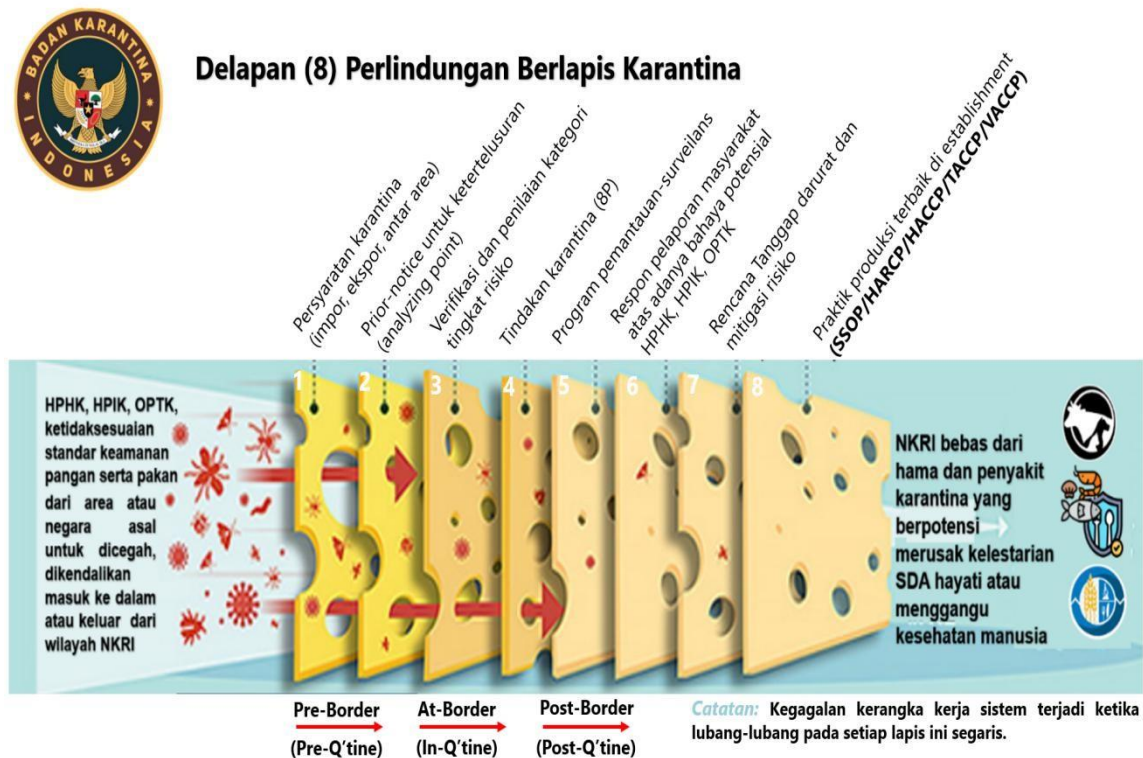 BADAN KARANTINA
INDONESIA
Delapan (8) Perlindungan Berlapis Karantina
Persyaratan karantina
(impor, ekspor, antar area)
Prior-notice untuk ketertelusuran
(analyzing point)
Verifikasi dan penilaian kategori
tingkat risiko
Tindakan karantina (8P)
Program pemantauan-surveilans
Respon pelaporan masyarakat
atas adanya bahaya potensial
HPHK, HPIK, OPTK
Rencana Tanggap darurat dan
mitigasi risiko
Praktik produksi terbaik di establishment
(SSOP/HARCP/HACCP/TACCP/VACCP)
1
2
3
4
5
6
7
8
HPHK, HPIK, OPTK,
ketidaksesuaian
standar keamanan
pangan serta pakan
dari area atau
negara asal
untuk dicegah,
dikendalikan
masuk ke dalam
atau keluar dari
wilayah NKRI
NKRI bebas dari
hama dan penyakit
karantina yang
berpotensi
merusak kelestarian
SDA hayati atau
menggangu
kesehatan manusia
Pre-Border
(Pre-Q'tine)
At-Border
(In-Q'tine)
Post-Border
(Post-Q'tine)
Catatan: Kegagalan kerangka kerja sistem terjadi ketika
lubang-lubang pada setiap lapis ini segaris.